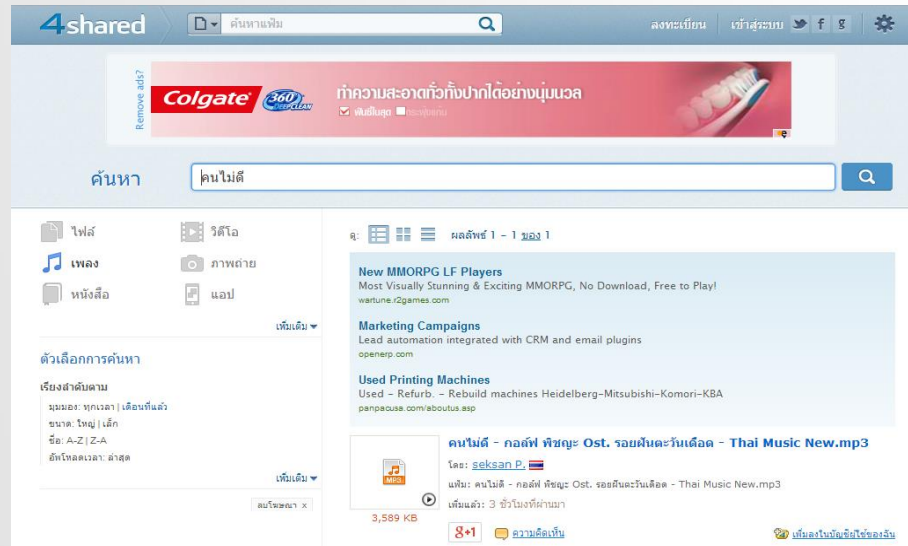 4shared
ค้นหาแฟ้ม
ลงทะเบียน
เข้าสู่ระบบ
Remove ads?
Colgate 360° DEEPCLEAN
ทำความสะอาดทั่วทั้งปากได้อย่างนุ่มนวล
ค้นหา
คนไม่ดี
ไฟล์
วิดีโอ
เพลง
ภาพถ่าย
หนังสือ
แอป
เพิ่มเติม
ตัวเลือกการค้นหา
เรียงลำดับตาม
มุมมอง: ทุกเวลา | เดือนที่แล้ว
ขนาด: ใหญ่ | เล็ก
ชื่อ: A-Z | Z-A
อัพโหลดเวลา: ล่าสุด
เพิ่มเติม
ลบโฆษณา x
ดู:
ผลลัพธ์ 1 - 1 ของ 1
New MMORPG LF Players
Most Visually Stunning & Exciting MMORPG, No Download, Free to Play!
wartune.r2games.com
Marketing Campaigns
Lead automation integrated with CRM and email plugins
openerp.com
Used Printing Machines
Used - Refurb. - Rebuild machines Heidelberg-Mitsubishi-Komori-KBA
panpacusa.com/aboutus.asp
MP3
3,589 KB
คนไม่ดี - กอล์ฟ พิชญะ Ost. รอยฝันตะวันเดือด - Thai Music New.mp3
โดย: seksan P.
แฟ้ม: คนไม่ดี - กอล์ฟ พิชญะ Ost. รอยฝันตะวันเดือด - Thai Music New.mp3
เพิ่มแล้ว: 3 ชั่วโมงที่ผ่านมา
g+1
ความคิดเห็น
เพิ่มลงในบัญชีผู้ใช้ของฉัน